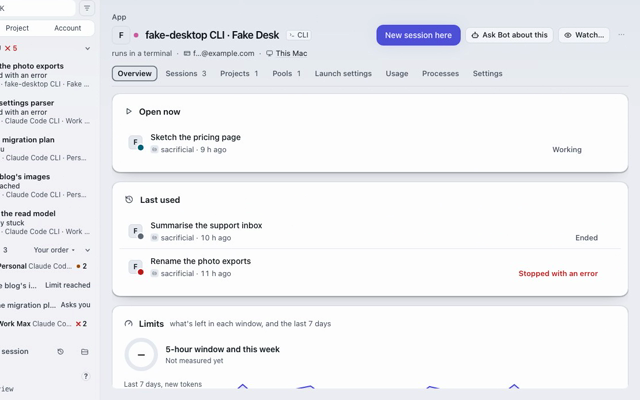 K
Project Account
5
the photo exports
d with an error
· fake-desktop CLI · Fake ...
settings parser
d with an error
· Claude Code CLI · Work ...
migration plan
u
· Claude Code CLI · Pers...
blog's images
ached
· Claude Code CLI · Pers...
the read model
y stuck
· Claude Code CLI · Work ...
3 Your order
Personal Claude Cod... 2
e blog's i... Limit reached
he migration pl... Asks you
Work Max Claude Co... 2
session
?
view
App
F fake-desktop CLI · Fake Desk CLI
New session here
Ask Bot about this
Watch...
...
runs in a terminal · f...@example.com · This Mac
Overview Sessions 3 Projects 1 Pools 1 Launch settings Usage Processes Settings
Open now
F Sketch the pricing page
sacrificial · 9 h ago
Working
Last used
F Summarise the support inbox
sacrificial · 10 h ago
Ended
F Rename the photo exports
sacrificial · 11 h ago
Stopped with an error
Limits what's left in each window, and the last 7 days
5-hour window and this week
Not measured yet
Last 7 days, new tokens